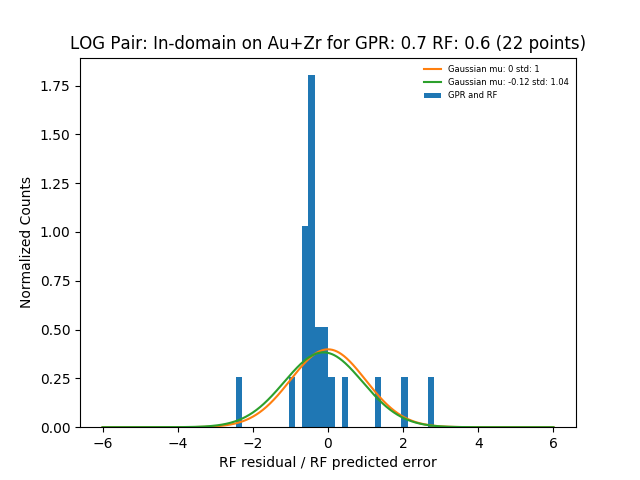 LOG Pair: In-domain on Au+Zr for GPR: 0.7 RF: 0.6 (22 points)
Gaussian mu: 0 std: 1
Gaussian mu: -0.12 std: 1.04
GPR and RF
1.75
1.50
1.25
1.00
0.75
0.50
0.25
0.00
Normalized Counts
−6 −4 −2 0 2 4 6
RF residual / RF predicted error